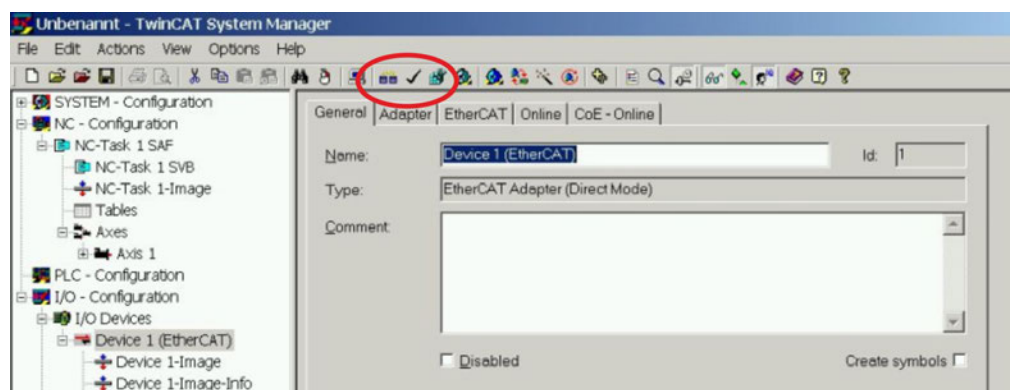 Unbenannt - TwinCAT System Manager
File Edit Actions View Options Help
SYSTEM - Configuration
NC - Configuration
NC-Task 1 SAF
NC-Task 1 SVB
NC-Task 1-Image
Tables
Axes
Axis 1
PLC - Configuration
I/O - Configuration
I/O Devices
Device 1 (EtherCAT)
Device 1-Image
Device 1-Image-Info
General Adapter EtherCAT Online CoE - Online
Name: Device 1 (EtherCAT) Id: 1
Type: EtherCAT Adapter (Direct Mode)
Comment:
Disabled Create symbols